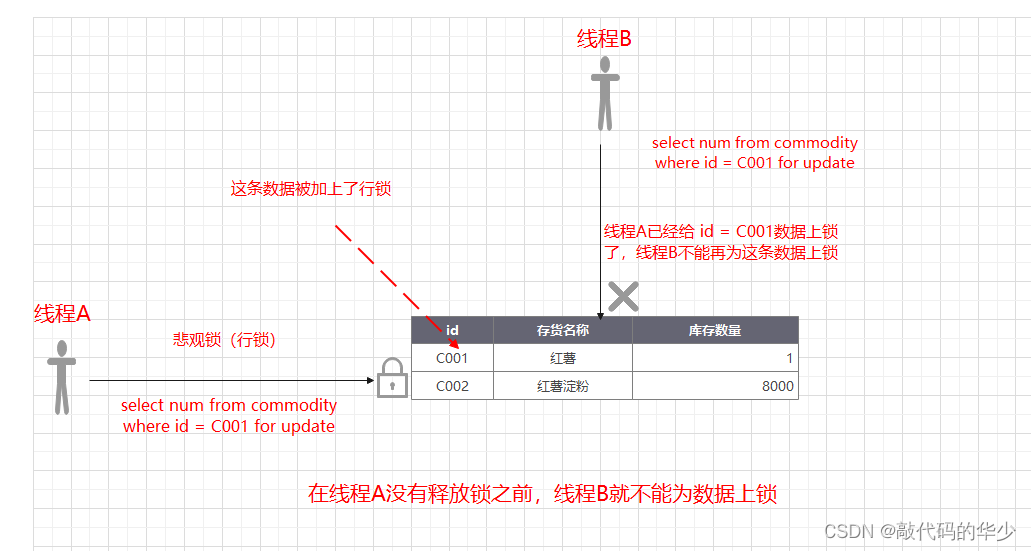 线程B
select num from commodity
where id = C001 for update
这条数据被加上了行锁
线程A已经给 id = C001数据上锁
了，线程B不能再为这条数据上锁
线程A
悲观锁（行锁）
select num from commodity
where id = C001 for update
id 存货名称 库存数量
C001 红薯 1
C002 红薯淀粉 8000
在线程A没有释放锁之前，线程B就不能为数据上锁
CSDN @敲代码的华少